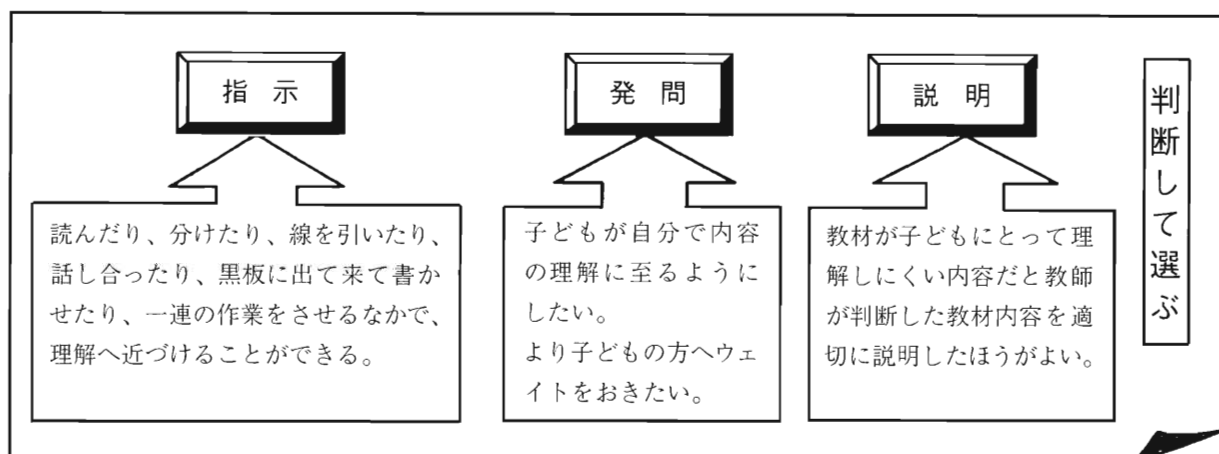 判断して選ぶ
説明
教材が子どもにとって理
解しにくい内容だと教師
が判断した教材内容を適
切に説明したほうがよい。
発問
子どもが自分で内容
の理解に至るように
したい。
より子どもの方へウェ
イトをおきたい。
指示
読んだり、分けたり、線を引いたり、
話し合ったり、黒板に出て来て書か
せたり、一連の作業をさせるなかで、
理解へ近づけることができる。